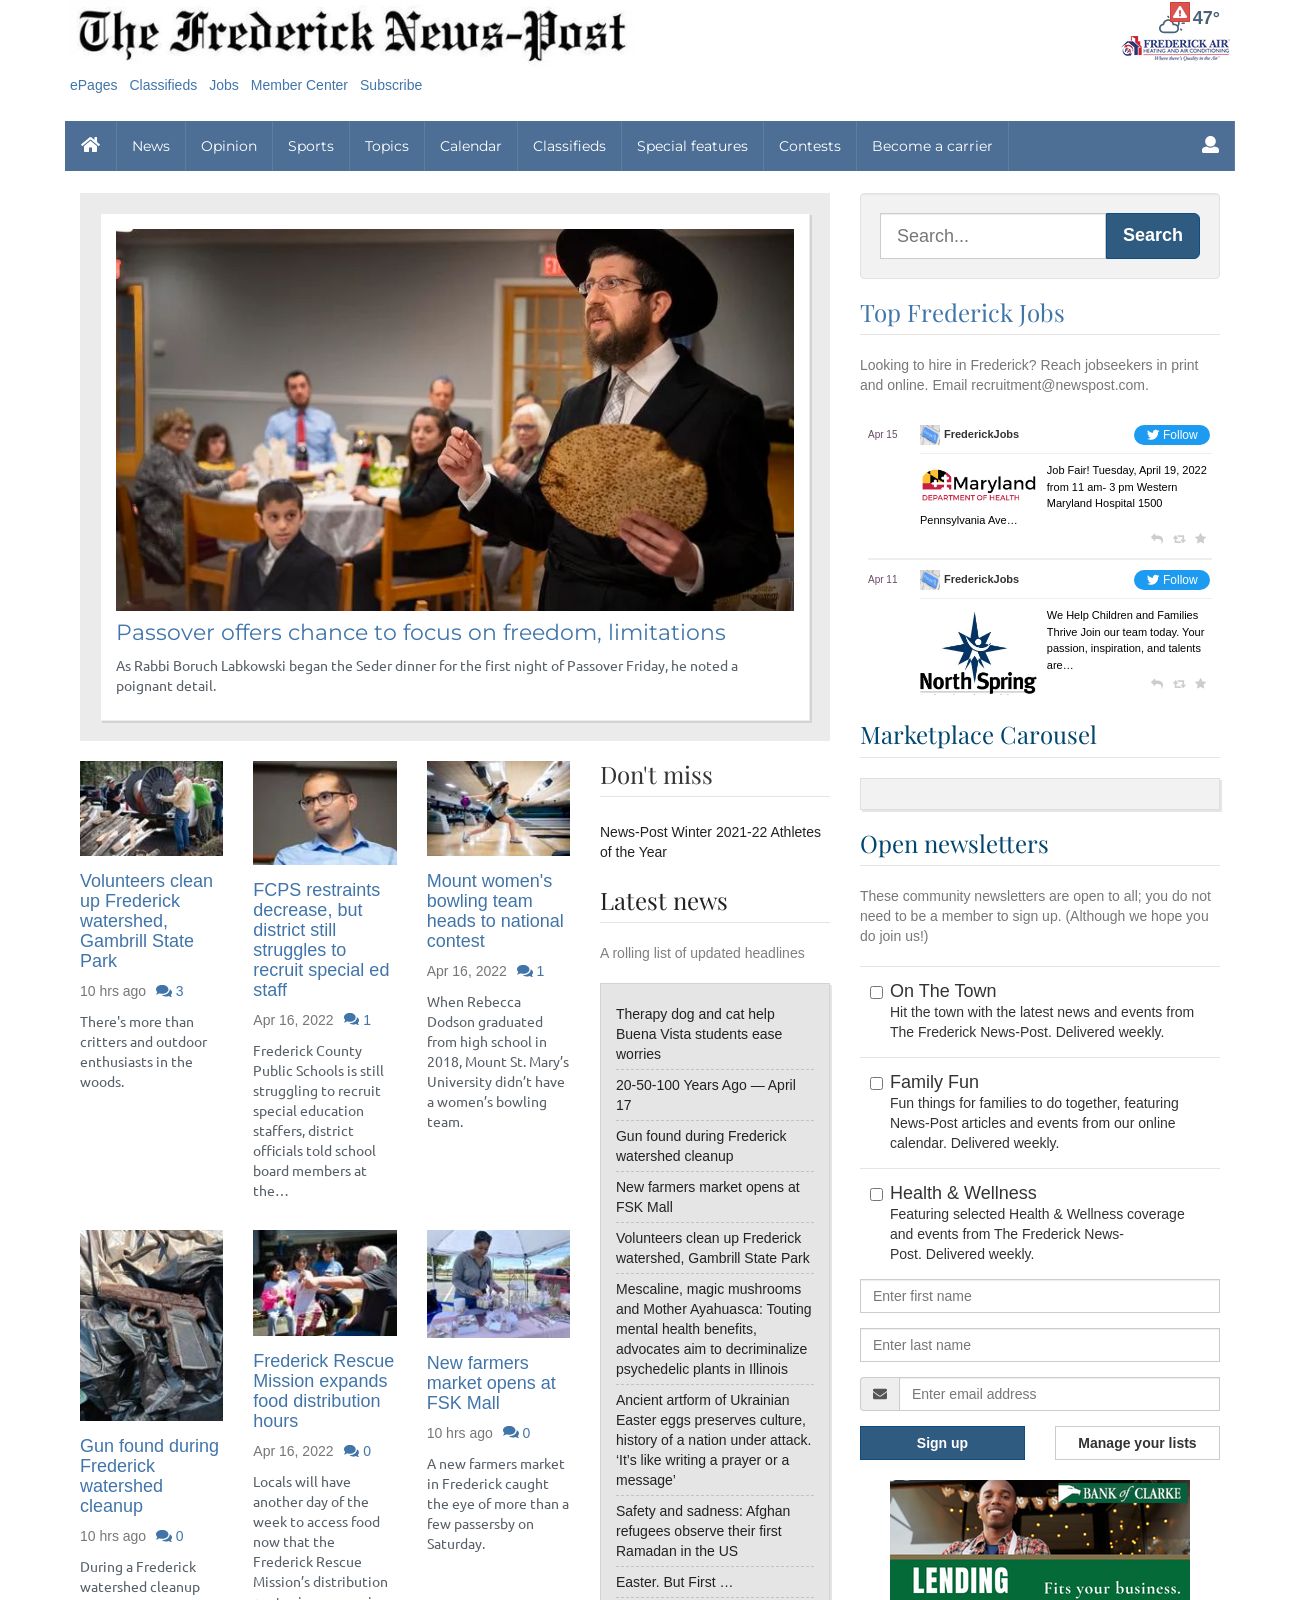 The Frederick News-Post
47°
FREDERICK AIR
HEATING AND AIR CONDITIONING
Where there's Quality in the Air
ePages Classifieds Jobs Member Center Subscribe
News Opinion Sports Topics Calendar Classifieds Special features Contests Become a carrier
Passover offers chance to focus on freedom, limitations
As Rabbi Boruch Labkowski began the Seder dinner for the first night of Passover Friday, he noted a
poignant detail.
Volunteers clean
up Frederick
watershed,
Gambrill State
Park
10 hrs ago 3
There's more than
critters and outdoor
enthusiasts in the
woods.
FCPS restraints
decrease, but
district still
struggles to
recruit special ed
staff
Apr 16, 2022 1
Frederick County
Public Schools is still
struggling to recruit
special education
staffers, district
officials told school
board members at
the…
Mount women's
bowling team
heads to national
contest
Apr 16, 2022 1
When Rebecca
Dodson graduated
from high school in
2018, Mount St. Mary’s
University didn’t have
a women’s bowling
team.
Gun found during
Frederick
watershed
cleanup
10 hrs ago 0
During a Frederick
watershed cleanup
Frederick Rescue
Mission expands
food distribution
hours
Apr 16, 2022 0
Locals will have
another day of the
week to access food
now that the
Frederick Rescue
Mission’s distribution
New farmers
market opens at
FSK Mall
10 hrs ago 0
A new farmers market
in Frederick caught
the eye of more than a
few passersby on
Saturday.
Don't miss
News-Post Winter 2021-22 Athletes
of the Year
Latest news
A rolling list of updated headlines
Therapy dog and cat help
Buena Vista students ease
worries
20-50-100 Years Ago — April
17
Gun found during Frederick
watershed cleanup
New farmers market opens at
FSK Mall
Volunteers clean up Frederick
watershed, Gambrill State Park
Mescaline, magic mushrooms
and Mother Ayahuasca: Touting
mental health benefits,
advocates aim to decriminalize
psychedelic plants in Illinois
Ancient artform of Ukrainian
Easter eggs preserves culture,
history of a nation under attack.
‘It’s like writing a prayer or a
message’
Safety and sadness: Afghan
refugees observe their first
Ramadan in the US
Easter. But First …
Search... Search
Top Frederick Jobs
Looking to hire in Frederick? Reach jobseekers in print
and online. Email recruitment@newspost.com.
Apr 15 FrederickJobs Follow
Maryland
DEPARTMENT OF HEALTH
Job Fair! Tuesday, April 19, 2022
from 11 am- 3 pm Western
Maryland Hospital 1500
Pennsylvania Ave…
Apr 11 FrederickJobs Follow
North Spring
We Help Children and Families
Thrive Join our team today. Your
passion, inspiration, and talents
are…
Marketplace Carousel
Open newsletters
These community newsletters are open to all; you do not
need to be a member to sign up. (Although we hope you
do join us!)
On The Town
Hit the town with the latest news and events from
The Frederick News-Post. Delivered weekly.
Family Fun
Fun things for families to do together, featuring
News-Post articles and events from our online
calendar. Delivered weekly.
Health & Wellness
Featuring selected Health & Wellness coverage
and events from The Frederick News-
Post. Delivered weekly.
Enter first name
Enter last name
Enter email address
Sign up Manage your lists
BANK of CLARKE
LENDING Fits your business.